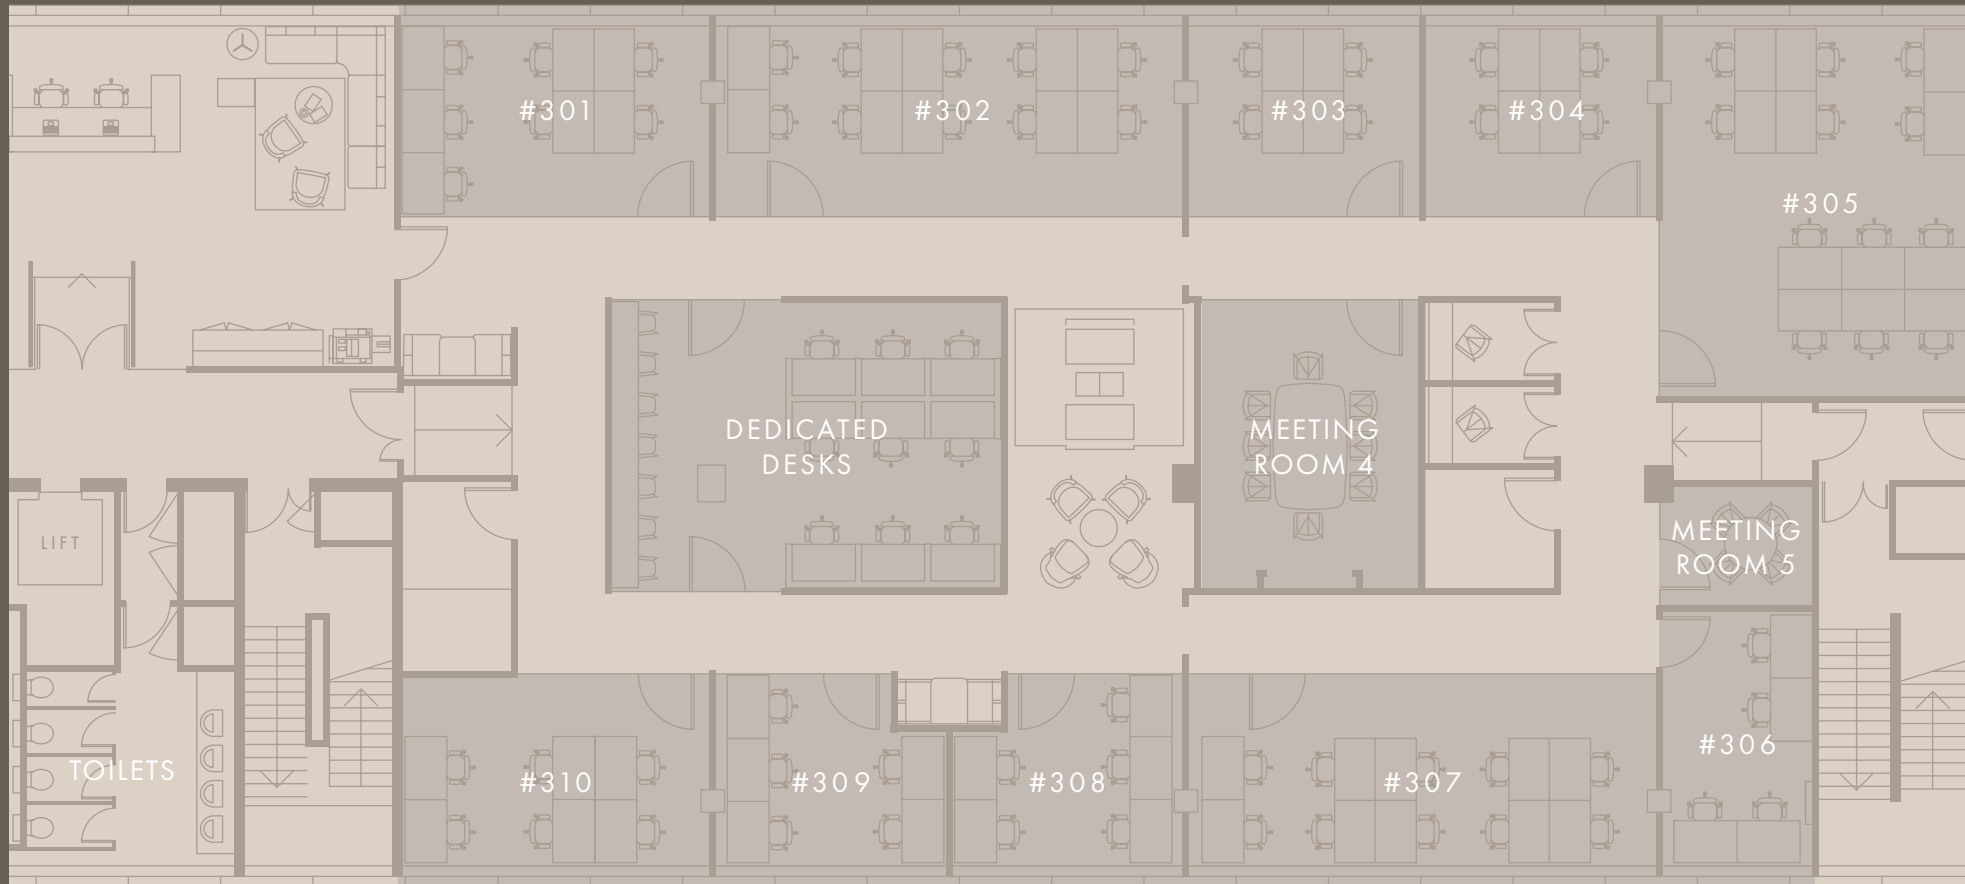 #301
#302
#303
#304
#305
DEDICATED
DESKS
MEETING
ROOM 4
LIFT
MEETING
ROOM 5
#306
TOILETS
#310
#309
#308
#307